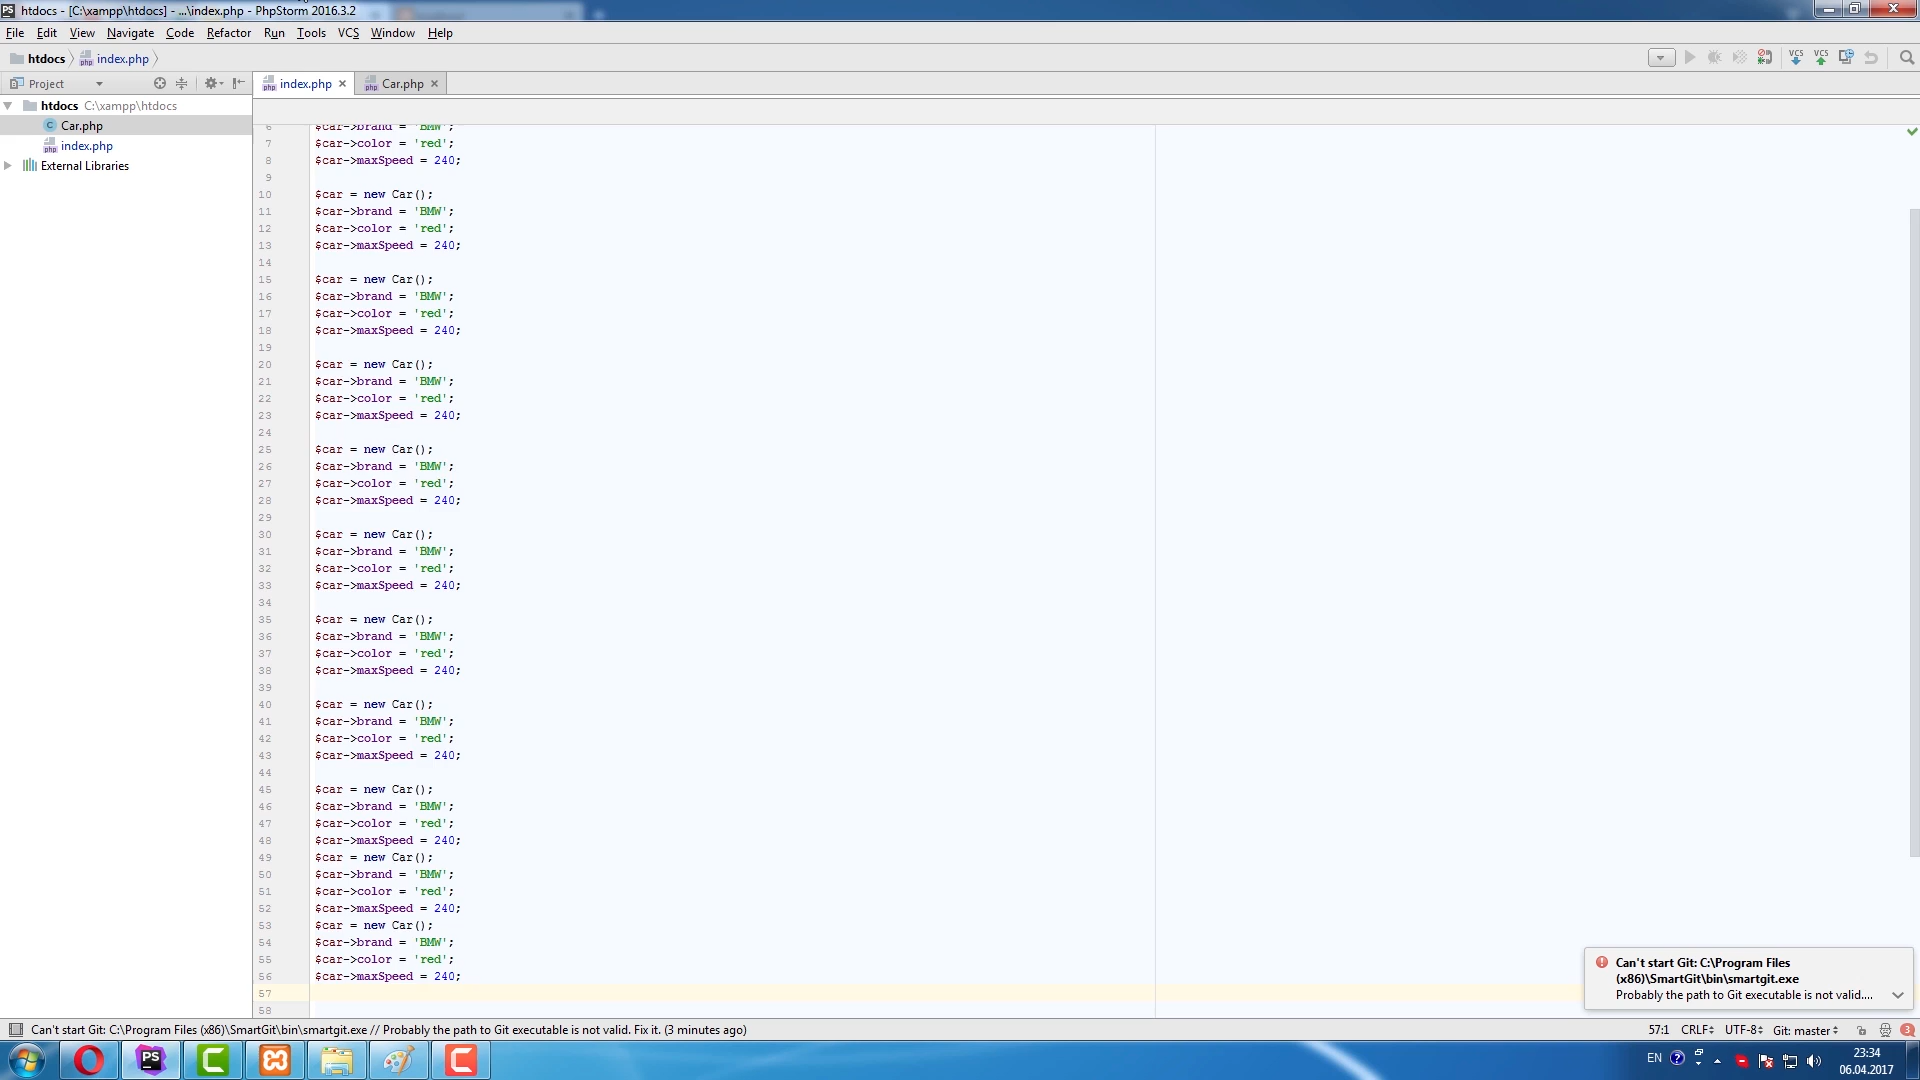 PS htdocs - [C:\xampp\htdocs] - ...\index.php - PhpStorm 2016.3.2
File Edit View Navigate Code Refactor Run Tools VCS Window Help
htdocs index.php VCS VCS
Project index.php Car.php
htdocs C:\xampp\htdocs
Car.php
index.php
External Libraries
6 $car->brand = 'BMW';
7 $car->color = 'red';
8 $car->maxSpeed = 240;
9
10 $car = new Car();
11 $car->brand = 'BMW';
12 $car->color = 'red';
13 $car->maxSpeed = 240;
14
15 $car = new Car();
16 $car->brand = 'BMW';
17 $car->color = 'red';
18 $car->maxSpeed = 240;
19
20 $car = new Car();
21 $car->brand = 'BMW';
22 $car->color = 'red';
23 $car->maxSpeed = 240;
24
25 $car = new Car();
26 $car->brand = 'BMW';
27 $car->color = 'red';
28 $car->maxSpeed = 240;
29
30 $car = new Car();
31 $car->brand = 'BMW';
32 $car->color = 'red';
33 $car->maxSpeed = 240;
34
35 $car = new Car();
36 $car->brand = 'BMW';
37 $car->color = 'red';
38 $car->maxSpeed = 240;
39
40 $car = new Car();
41 $car->brand = 'BMW';
42 $car->color = 'red';
43 $car->maxSpeed = 240;
44
45 $car = new Car();
46 $car->brand = 'BMW';
47 $car->color = 'red';
48 $car->maxSpeed = 240;
49 $car = new Car();
50 $car->brand = 'BMW';
51 $car->color = 'red';
52 $car->maxSpeed = 240;
53 $car = new Car();
54 $car->brand = 'BMW';
55 $car->color = 'red';
56 $car->maxSpeed = 240;
57
58
Can't start Git: C:\Program Files
(x86)\SmartGit\bin\smartgit.exe
Probably the path to Git executable is not valid....
Can't start Git: C:\Program Files (x86)\SmartGit\bin\smartgit.exe // Probably the path to Git executable is not valid. Fix it. (3 minutes ago) 57:1 CRLF UTF-8 Git: master 3
PS EN 23:34
06.04.2017